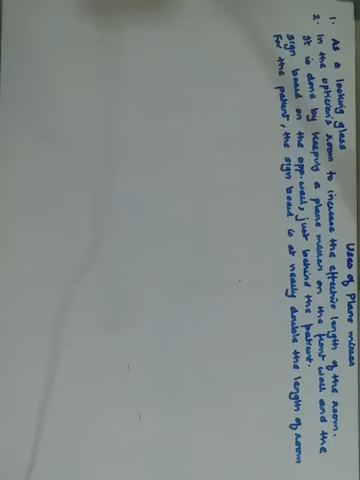 Uses of Plane mirror
1. As a looking glass
2. In the optician's room to increase the effective length of the room.
It is done by keeping a plane mirror on the front wall and the
sign board on the opp. wall, just behind the patient.
For the patient, the sign board is at nearly double the length of room